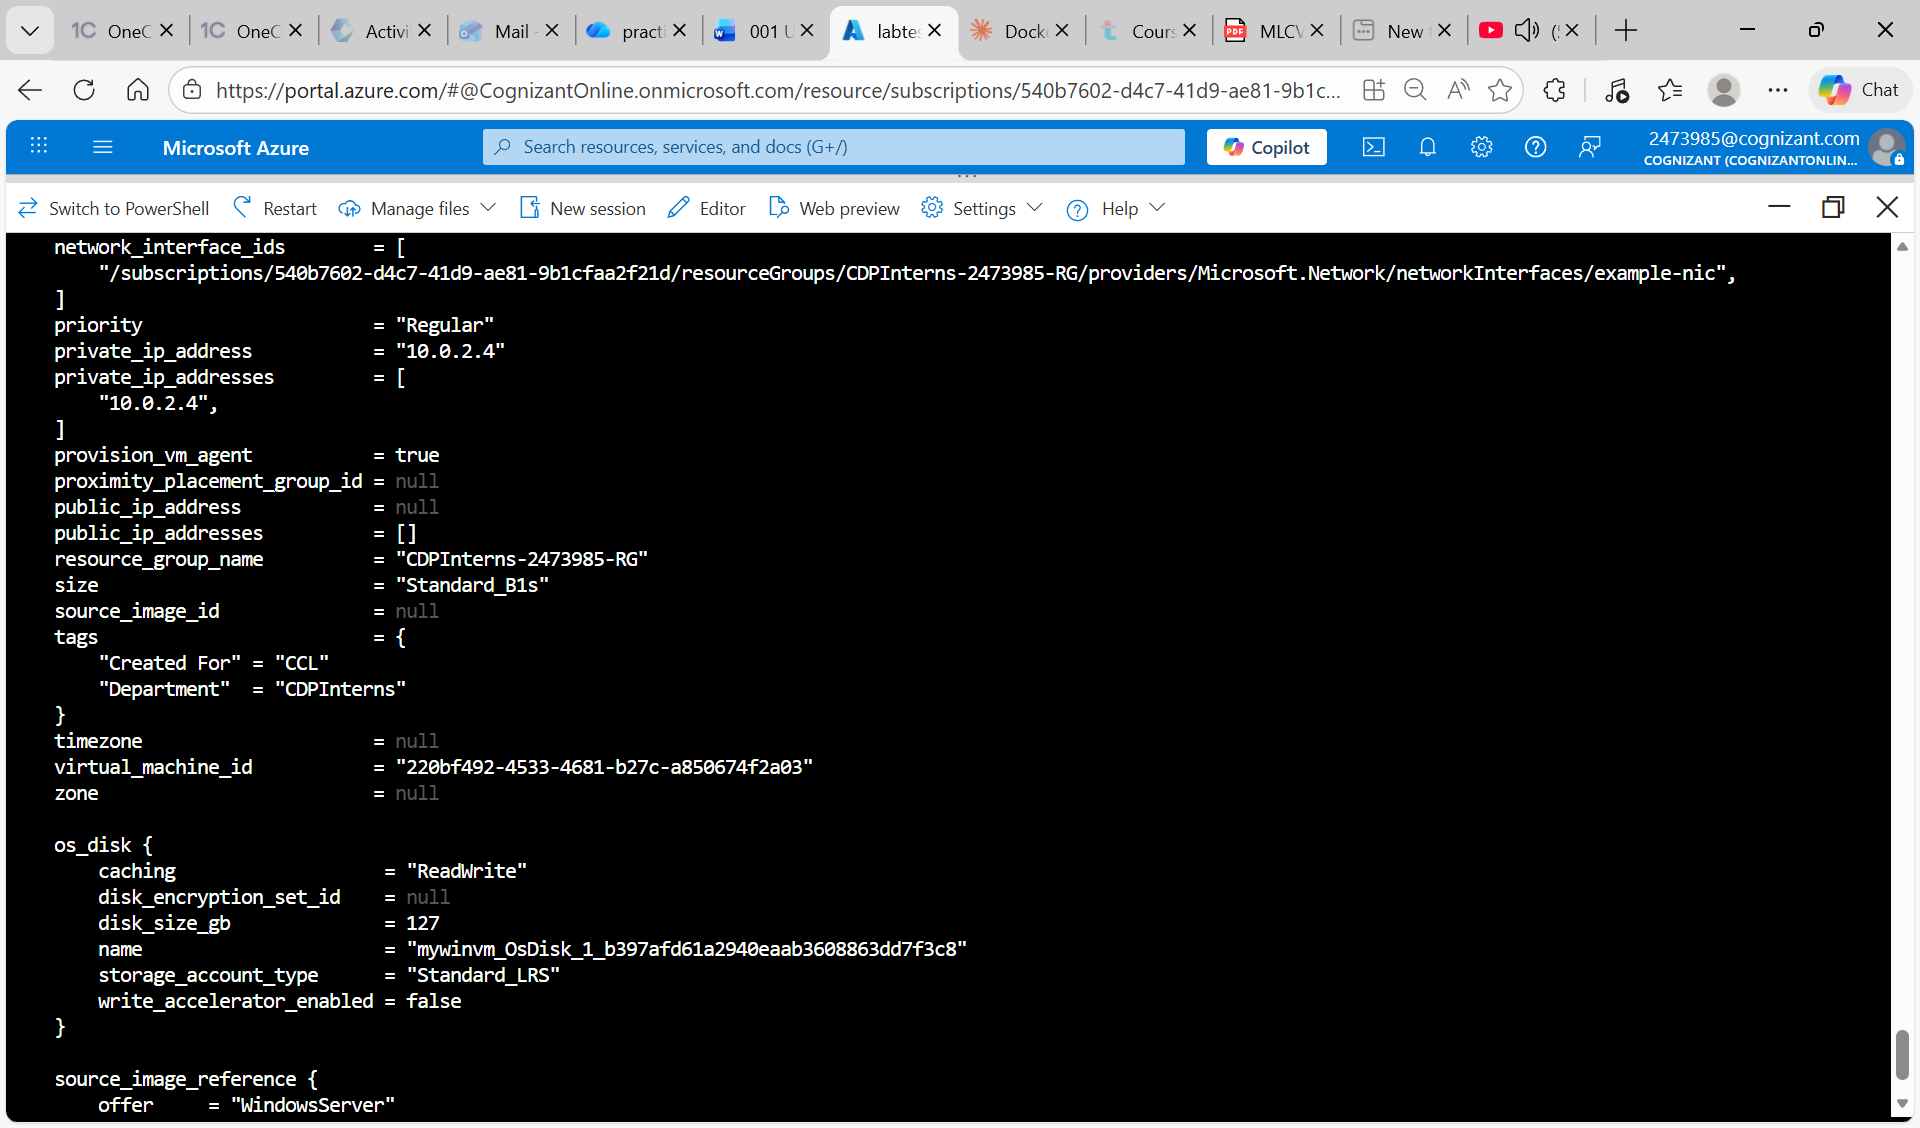 OneC
OneC
Activi
Mail -
practi
001 U
labtes
Docke
Cours
MLCV
New f
https://portal.azure.com/#@CognizantOnline.onmicrosoft.com/resource/subscriptions/540b7602-d4c7-41d9-ae81-9b1c...
Chat
Microsoft Azure
Search resources, services, and docs (G+/)
Copilot
2473985@cognizant.com
COGNIZANT (COGNIZANTONLIN...
Switch to PowerShell
Restart
Manage files
New session
Editor
Web preview
Settings
Help
network_interface_ids = [
"/subscriptions/540b7602-d4c7-41d9-ae81-9b1cfaa2f21d/resourceGroups/CDPInterns-2473985-RG/providers/Microsoft.Network/networkInterfaces/example-nic",
]
priority = "Regular"
private_ip_address = "10.0.2.4"
private_ip_addresses = [
"10.0.2.4",
]
provision_vm_agent = true
proximity_placement_group_id = null
public_ip_address = null
public_ip_addresses = []
resource_group_name = "CDPInterns-2473985-RG"
size = "Standard_B1s"
source_image_id = null
tags = {
"Created For" = "CCL"
"Department" = "CDPInterns"
}
timezone = null
virtual_machine_id = "220bf492-4533-4681-b27c-a850674f2a03"
zone = null
os_disk {
caching = "ReadWrite"
disk_encryption_set_id = null
disk_size_gb = 127
name = "mywinvm_OsDisk_1_b397afd61a2940eaab3608863dd7f3c8"
storage_account_type = "Standard_LRS"
write_accelerator_enabled = false
}
source_image_reference {
offer = "WindowsServer"